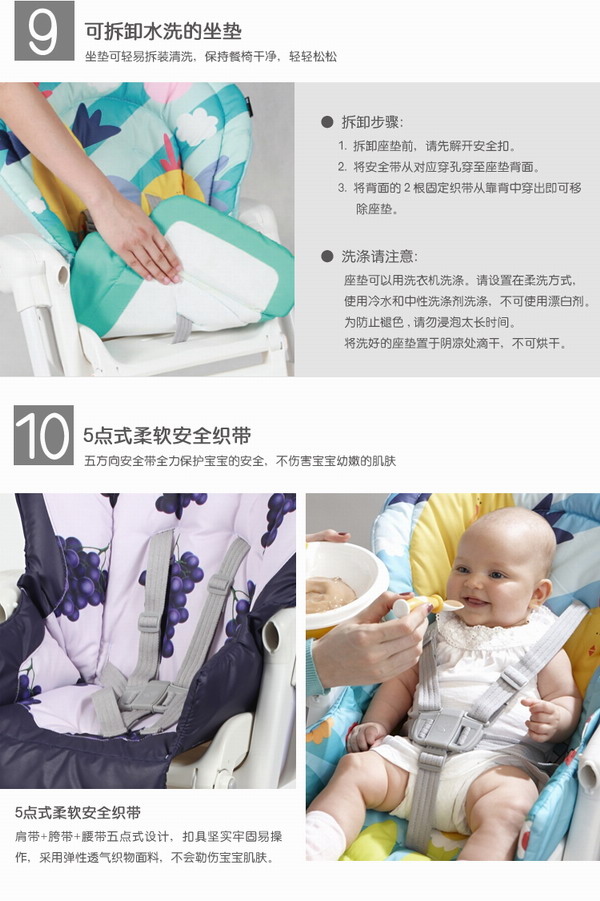 9
可拆卸水洗的坐垫
坐垫可轻易拆装清洗，保持餐椅干净，轻轻松松
● 拆卸步骤:
1. 拆卸座垫前，请先解开安全扣。
2. 将安全带从对应穿孔穿至座垫背面。
3. 将背面的2根固定织带从靠背中穿出即可移
除座垫。
● 洗涤请注意:
座垫可以用洗衣机洗涤。请设置在柔洗方式，
使用冷水和中性洗涤剂洗涤，不可使用漂白剂。
为防止褪色，请勿浸泡太长时间。
将洗好的座垫置于阴凉处滴干，不可烘干。
10
5点式柔软安全织带
五方向安全带全力保护宝宝的安全，不伤害宝宝幼嫩的肌肤
5点式柔软安全织带
肩带+胯带+腰带五点式设计，扣具坚实牢固易操
作，采用弹性透气织物面料，不会勒伤宝宝肌肤。